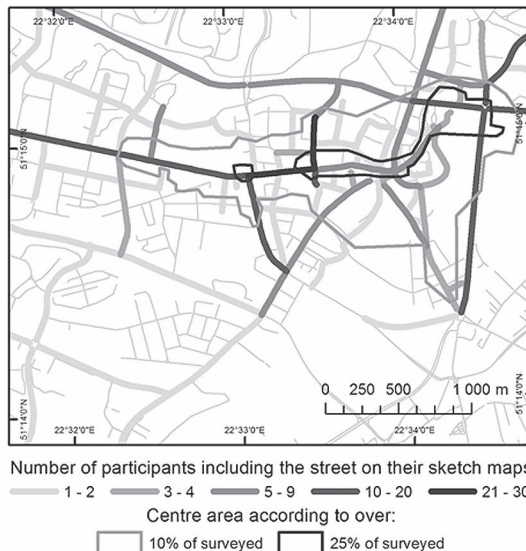 22°32'0"E 22°33'0"E 22°34'0"E
51°15'0"N 51°15'0"N
0 250 500 1 000 m
51°14'0"N 51°14'0"N
22°32'0"E 22°33'0"E 22°34'0"E
Number of participants including the street on their sketch maps
1 - 2 3 - 4 5 - 9 10 - 20 21 - 30
Centre area according to over:
10% of surveyed 25% of surveyed